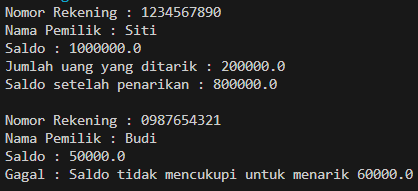 Nomor Rekening : 1234567890
Nama Pemilik : Siti
Saldo : 1000000.0
Jumlah uang yang ditarik : 200000.0
Saldo setelah penarikan : 800000.0

Nomor Rekening : 0987654321
Nama Pemilik : Budi
Saldo : 50000.0
Gagal : Saldo tidak mencukupi untuk menarik 60000.0